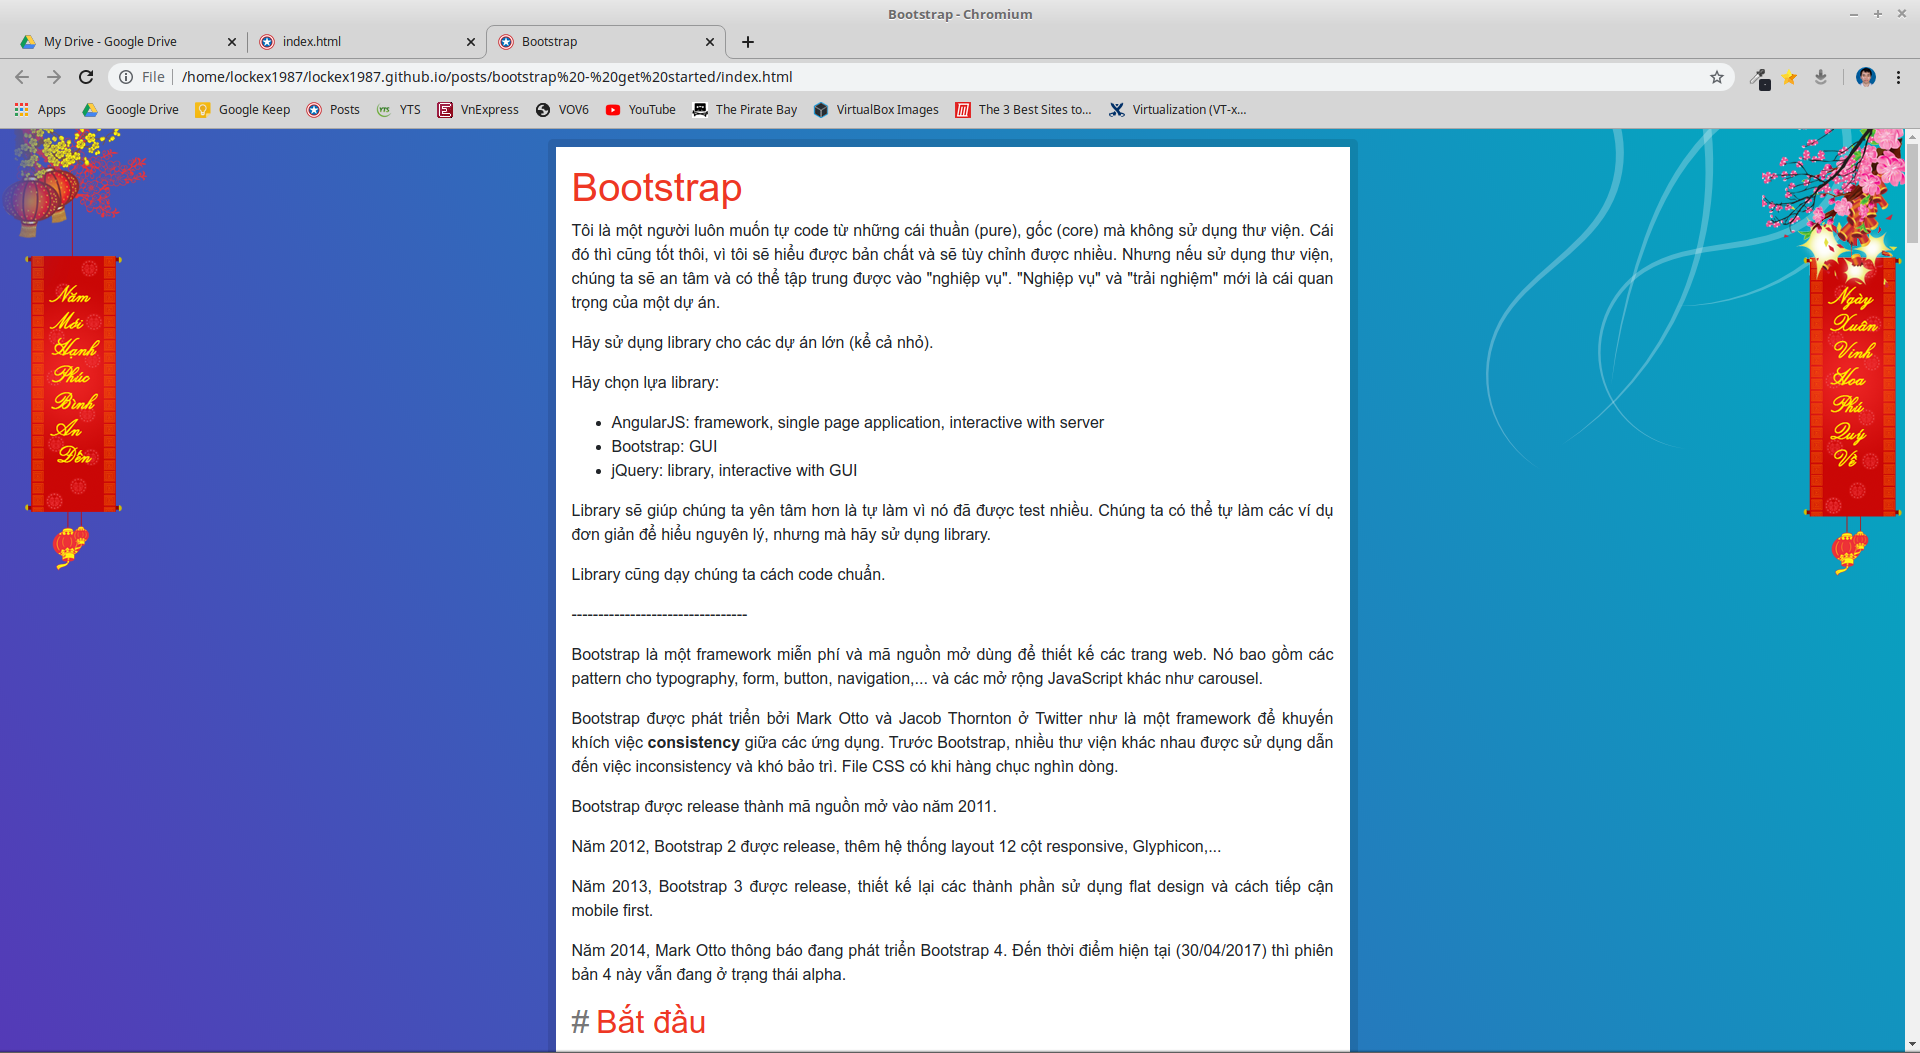 Bootstrap - Chromium
My Drive - Google Drive
index.html
Bootstrap
File
/home/lockex1987/lockex1987.github.io/posts/bootstrap%20-%20get%20started/index.html
Apps
Google Drive
Google Keep
Posts
YTS
VnExpress
VOV6
YouTube
The Pirate Bay
VirtualBox Images
The 3 Best Sites to...
Virtualization (VT-x...
Năm
Mới
Hạnh
Phúc
Bình
An
Đến
Bootstrap
Tôi là một người luôn muốn tự code từ những cái thuần (pure), gốc (core) mà không sử dụng thư viện. Cái
đó thì cũng tốt thôi, vì tôi sẽ hiểu được bản chất và sẽ tùy chỉnh được nhiều. Nhưng nếu sử dụng thư viện,
chúng ta sẽ an tâm và có thể tập trung được vào "nghiệp vụ". "Nghiệp vụ" và "trải nghiệm" mới là cái quan
trọng của một dự án.
Hãy sử dụng library cho các dự án lớn (kể cả nhỏ).
Hãy chọn lựa library:
• AngularJS: framework, single page application, interactive with server
• Bootstrap: GUI
• jQuery: library, interactive with GUI
Library sẽ giúp chúng ta yên tâm hơn là tự làm vì nó đã được test nhiều. Chúng ta có thể tự làm các ví dụ
đơn giản để hiểu nguyên lý, nhưng mà hãy sử dụng library.
Library cũng dạy chúng ta cách code chuẩn.
---------------------------------
Bootstrap là một framework miễn phí và mã nguồn mở dùng để thiết kế các trang web. Nó bao gồm các
pattern cho typography, form, button, navigation,... và các mở rộng JavaScript khác như carousel.
Bootstrap được phát triển bởi Mark Otto và Jacob Thornton ở Twitter như là một framework để khuyến
khích việc consistency giữa các ứng dụng. Trước Bootstrap, nhiều thư viện khác nhau được sử dụng dẫn
đến việc inconsistency và khó bảo trì. File CSS có khi hàng chục nghìn dòng.
Bootstrap được release thành mã nguồn mở vào năm 2011.
Năm 2012, Bootstrap 2 được release, thêm hệ thống layout 12 cột responsive, Glyphicon,...
Năm 2013, Bootstrap 3 được release, thiết kế lại các thành phần sử dụng flat design và cách tiếp cận
mobile first.
Năm 2014, Mark Otto thông báo đang phát triển Bootstrap 4. Đến thời điểm hiện tại (30/04/2017) thì phiên
bản 4 này vẫn đang ở trạng thái alpha.
# Bắt đầu
Ngày
Xuân
Vinh
Hoa
Phú
Quý
Về